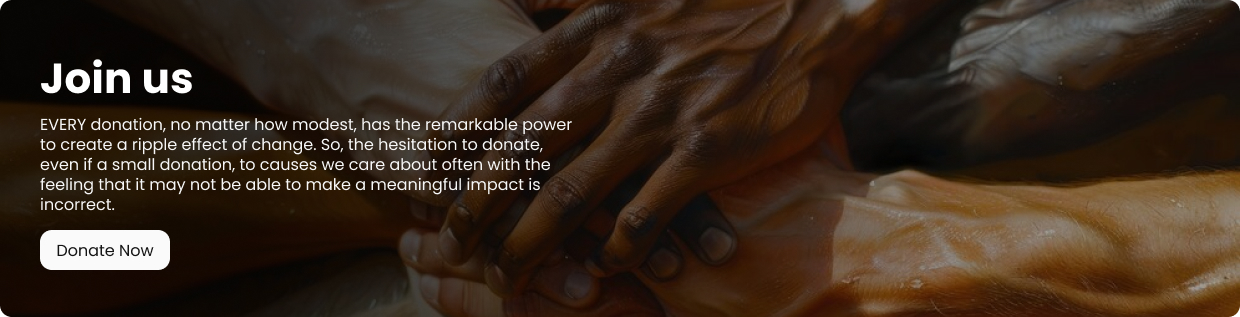 Join us
EVERY donation, no matter how modest, has the remarkable power
to create a ripple effect of change. So, the hesitation to donate,
even if a small donation, to causes we care about often with the
feeling that it may not be able to make a meaningful impact is
incorrect.
Donate Now